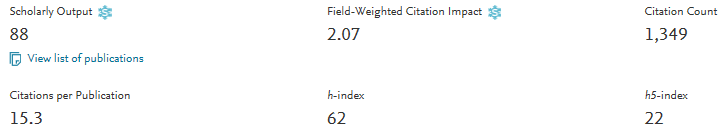 Scholarly Output
Field-Weighted Citation Impact
Citation Count
88
2.07
1,349
View list of publications
Citations per Publication
h-index
h5-index
15.3
62
22